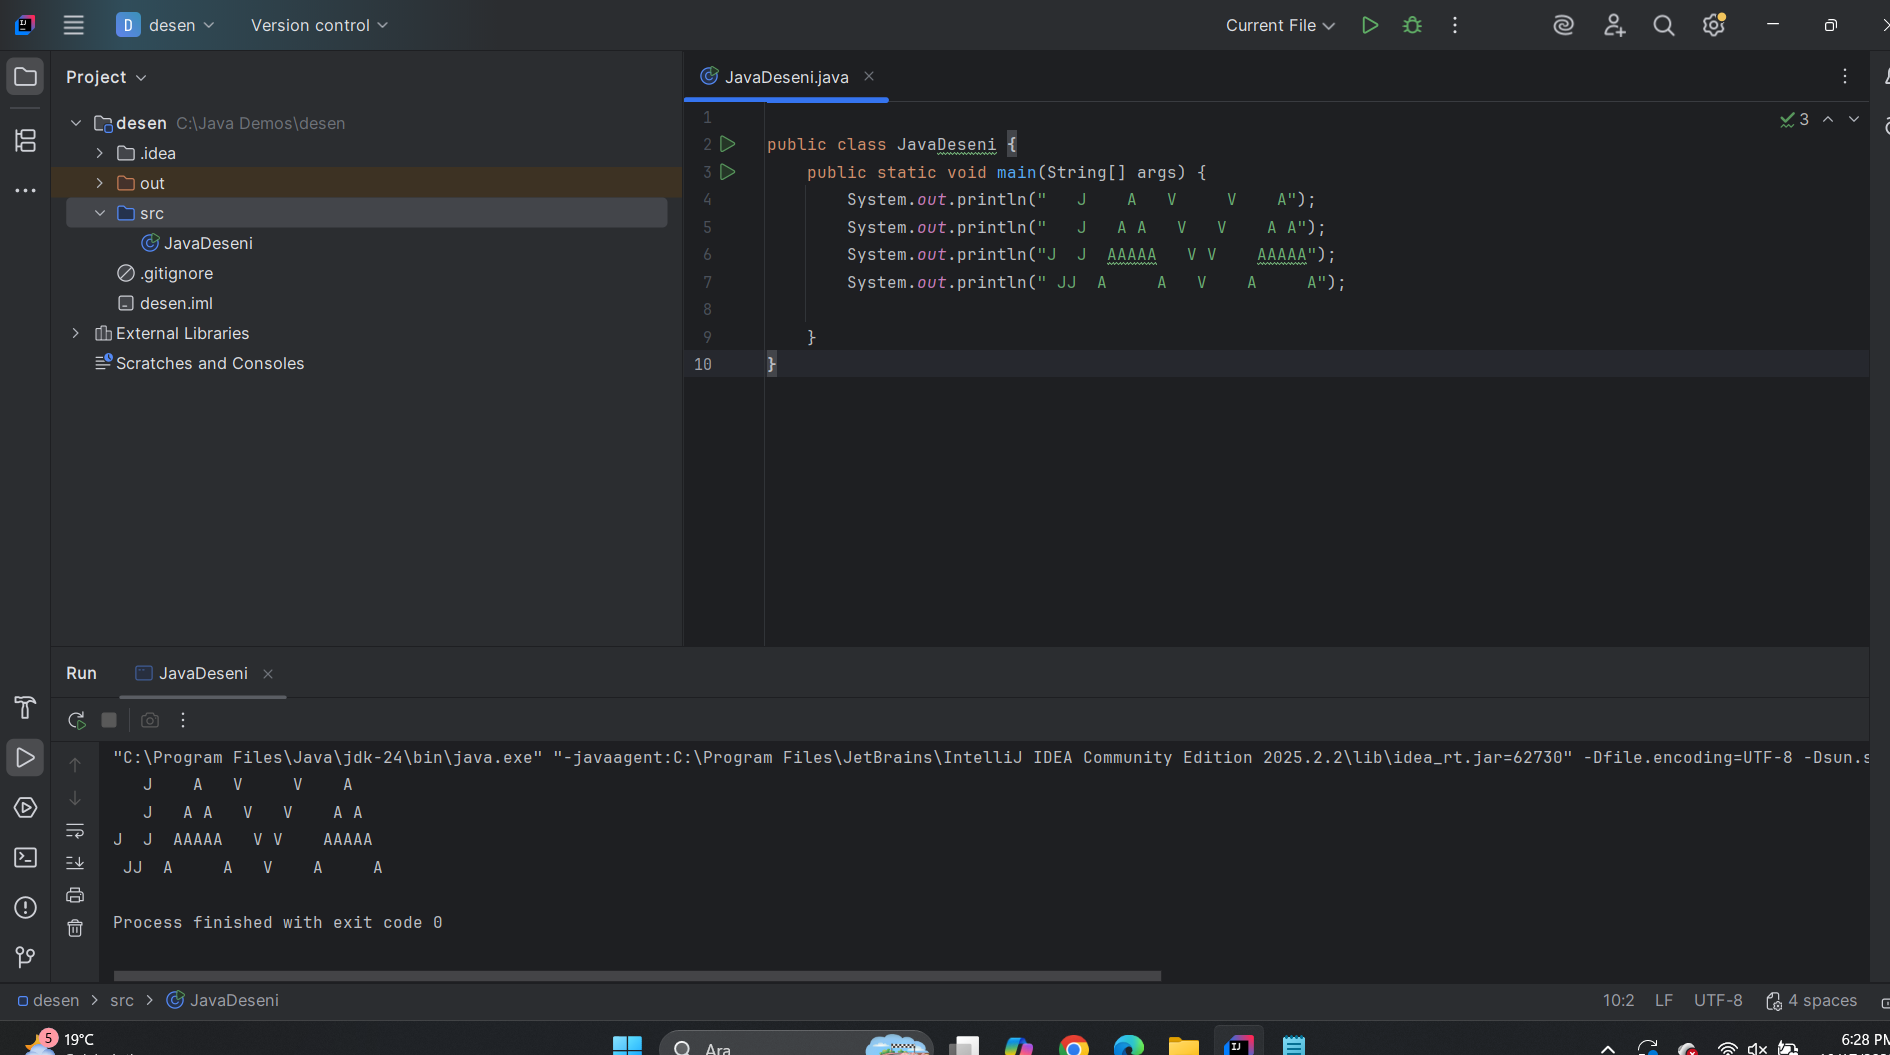 D desen Version control Current File
Project
JavaDeseni.java
desen C:\Java Demos\desen
.idea
out
src
JavaDeseni
.gitignore
desen.iml
External Libraries
Scratches and Consoles
3
1
2 public class JavaDeseni {
3     public static void main(String[] args) {
4         System.out.println("   J    A   V     V    A");
5         System.out.println("   J   A A   V   V    A A");
6         System.out.println("J  J  AAAAA   V V    AAAAA");
7         System.out.println(" JJ  A     A   V    A     A");
8
9     }
10 }
Run JavaDeseni
"C:\Program Files\Java\jdk-24\bin\java.exe" "-javaagent:C:\Program Files\JetBrains\IntelliJ IDEA Community Edition 2025.2.2\lib\idea_rt.jar=62730" -Dfile.encoding=UTF-8 -Dsun.s
   J    A   V     V    A
   J   A A   V   V    A A
J  J  AAAAA   V V    AAAAA
 JJ  A     A   V    A     A
Process finished with exit code 0
desen > src > JavaDeseni 10:2 LF UTF-8 4 spaces
5 19°C
Ara
6:28 PM